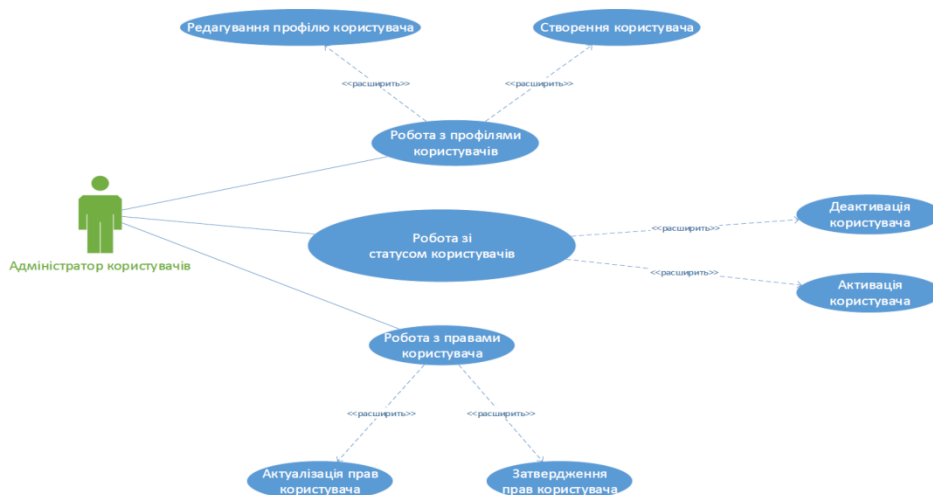 Редагування профілю користувача
Створення користувача
<<расширить>>
<<расширить>>
Робота з профілями
користувачів
Деактивація
користувача
<<расширить>>
Робота зі
статусом користувачів
Адміністратор користувачів
<<расширить>>
Активація
користувача
Робота з правами
користувача
<<расширить>>
<<расширить>>
Актуалізація прав
користувача
Затвердження
прав користувача